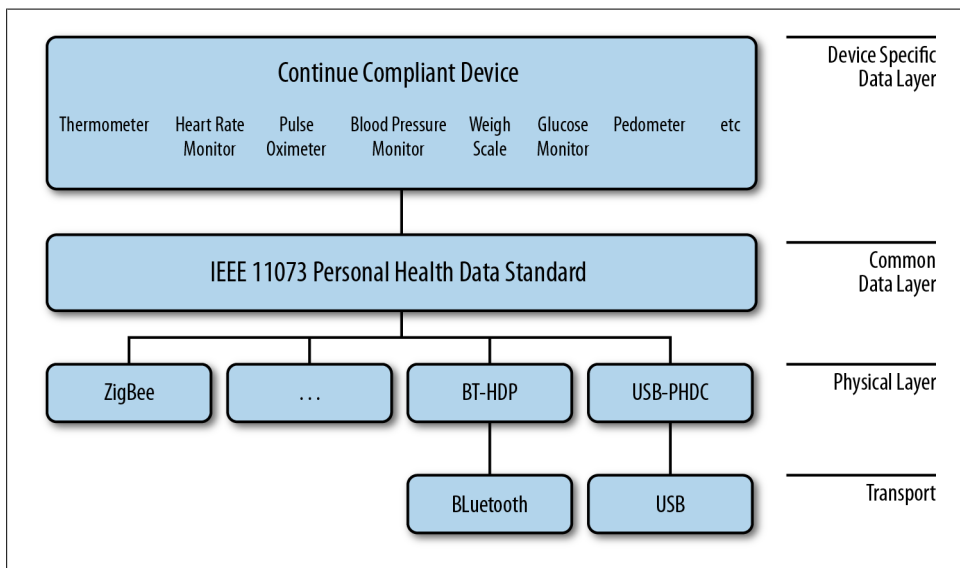 Continue Compliant Device
Device Specific
Data Layer
Thermometer
Heart Rate
Monitor
Pulse
Oximeter
Blood Pressure
Monitor
Weigh
Scale
Glucose
Monitor
Pedometer
etc
IEEE 11073 Personal Health Data Standard
Common
Data Layer
ZigBee
...
BT-HDP
USB-PHDC
Physical Layer
BLuetooth
USB
Transport